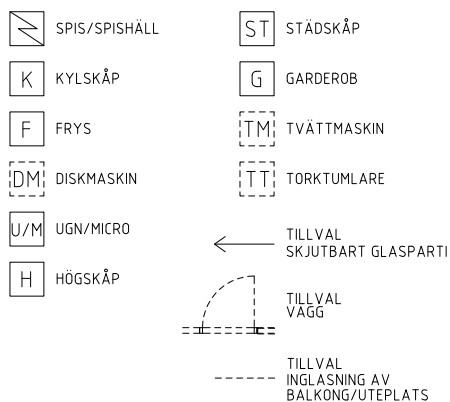 SPIS/SPISHÄLL
K KYLSKÅP
F FRYS
DM DISKMASKIN
U/M UGN/MICRO
H HÖGSKÅP
ST STÄDSKÅP
G GARDEROB
TM TVÄTTMASKIN
TT TORKTUMLARE
TILLVAL
SKJUTBART GLASPARTI
TILLVAL
VÄGG
TILLVAL
INGLASNING AV
BALKONG/UTEPLATS